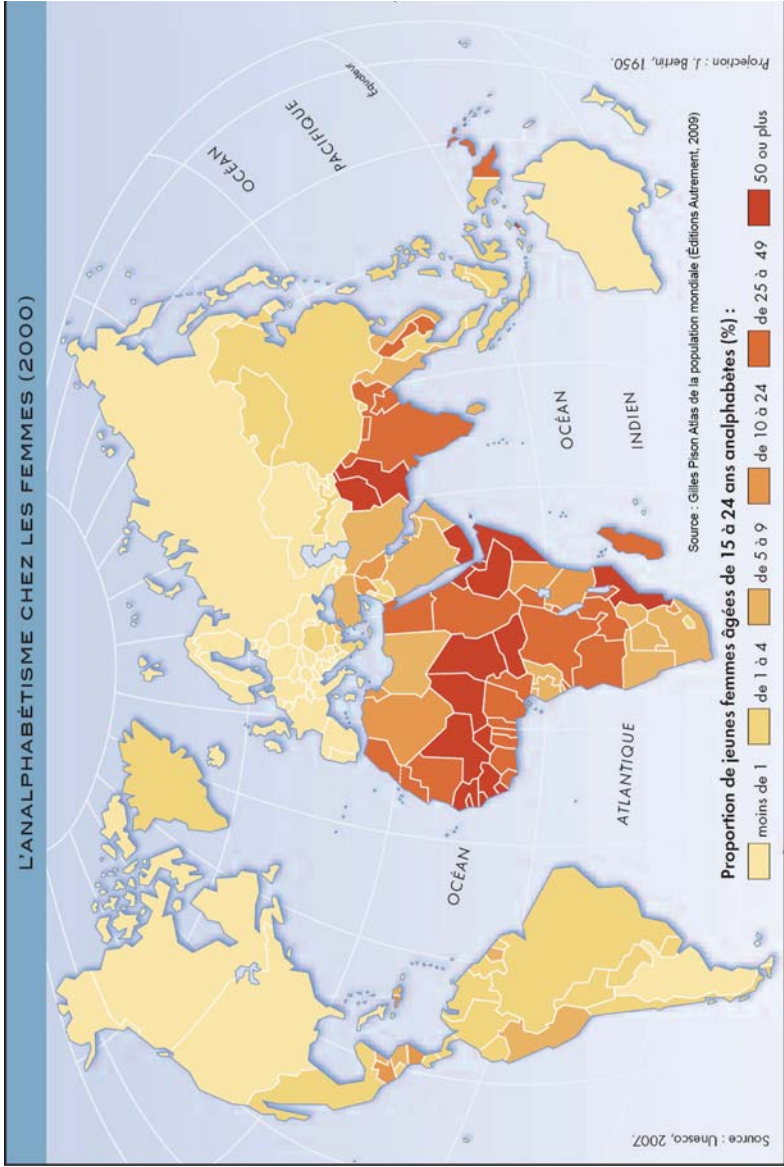 L'ANALPHABÉTISME CHEZ LES FEMMES (2000)
Équateur
OCÉAN
PACIFIQUE
OCÉAN
INDIEN
OCÉAN
ATLANTIQUE
Source : Gilles Pison Atlas de la population mondiale (Éditions Autrement, 2009)
Proportion de jeunes femmes âgées de 15 à 24 ans analphabètes (%) :
moins de 1
de 1 à 4
de 5 à 9
de 10 à 24
de 25 à 49
50 ou plus
Source : Unesco, 2007.
Projection : J. Bertin, 1950.